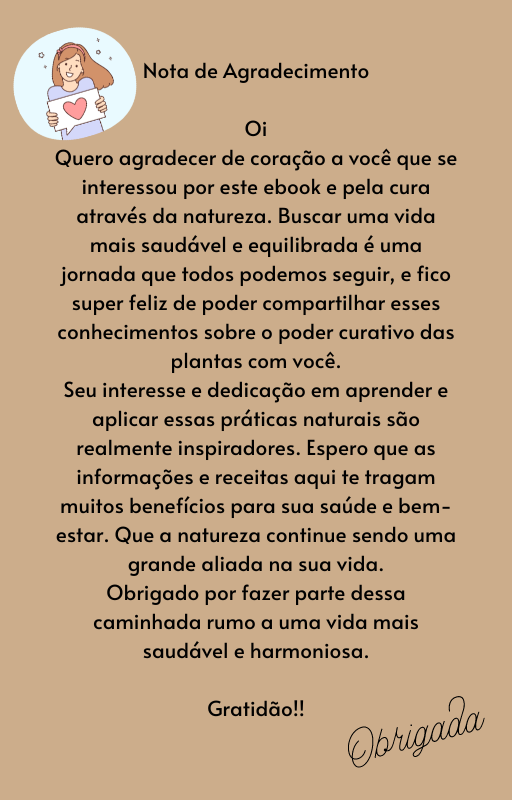 Nota de Agradecimento
Oi
Quero agradecer de coração a você que se
interessou por este ebook e pela cura
através da natureza. Buscar uma vida
mais saudável e equilibrada é uma
jornada que todos podemos seguir, e fico
super feliz de poder compartilhar esses
conhecimentos sobre o poder curativo das
plantas com você.
Seu interesse e dedicação em aprender e
aplicar essas práticas naturais são
realmente inspiradores. Espero que as
informações e receitas aqui te tragam
muitos benefícios para sua saúde e bem-
estar. Que a natureza continue sendo uma
grande aliada na sua vida.
Obrigado por fazer parte dessa
caminhada rumo a uma vida mais
saudável e harmoniosa.
Gratidão!!
Obrigada